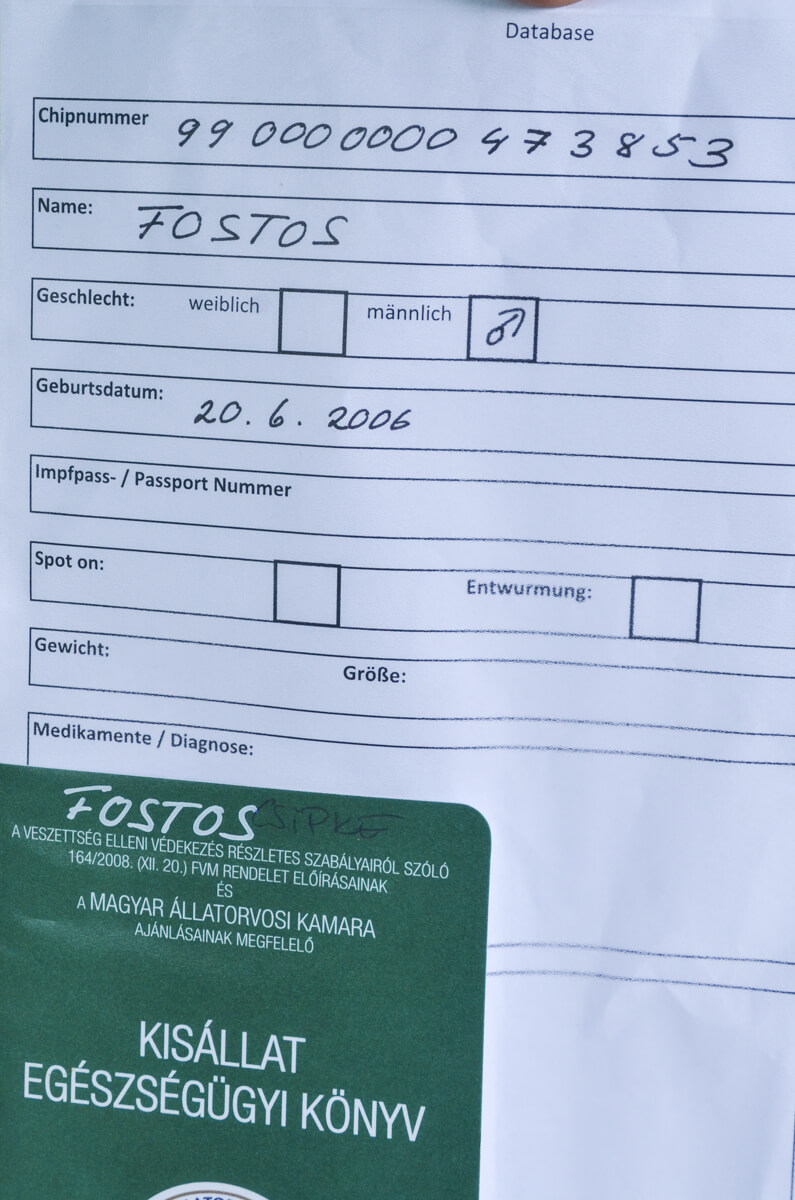 Database
Chipnummer 99 0000000 473853
Name: FOSTOS
Geschlecht: weiblich männlich ♂
Geburtsdatum: 20.6.2006
Impfpass- / Passport Nummer
Spot on: Entwurmung:
Gewicht: Größe:
Medikamente / Diagnose:
FOSTOS CSIPKE
A VESZETTSÉG ELLENI VÉDEKEZÉS RÉSZLETES SZABÁLYAIRÓL SZÓLÓ
164/2008. (XII. 20.) FVM RENDELET ELŐÍRÁSAINAK
ÉS
A MAGYAR ÁLLATORVOSI KAMARA
AJÁNLÁSAINAK MEGFELELŐ
KISÁLLAT
EGÉSZSÉGÜGYI KÖNYV